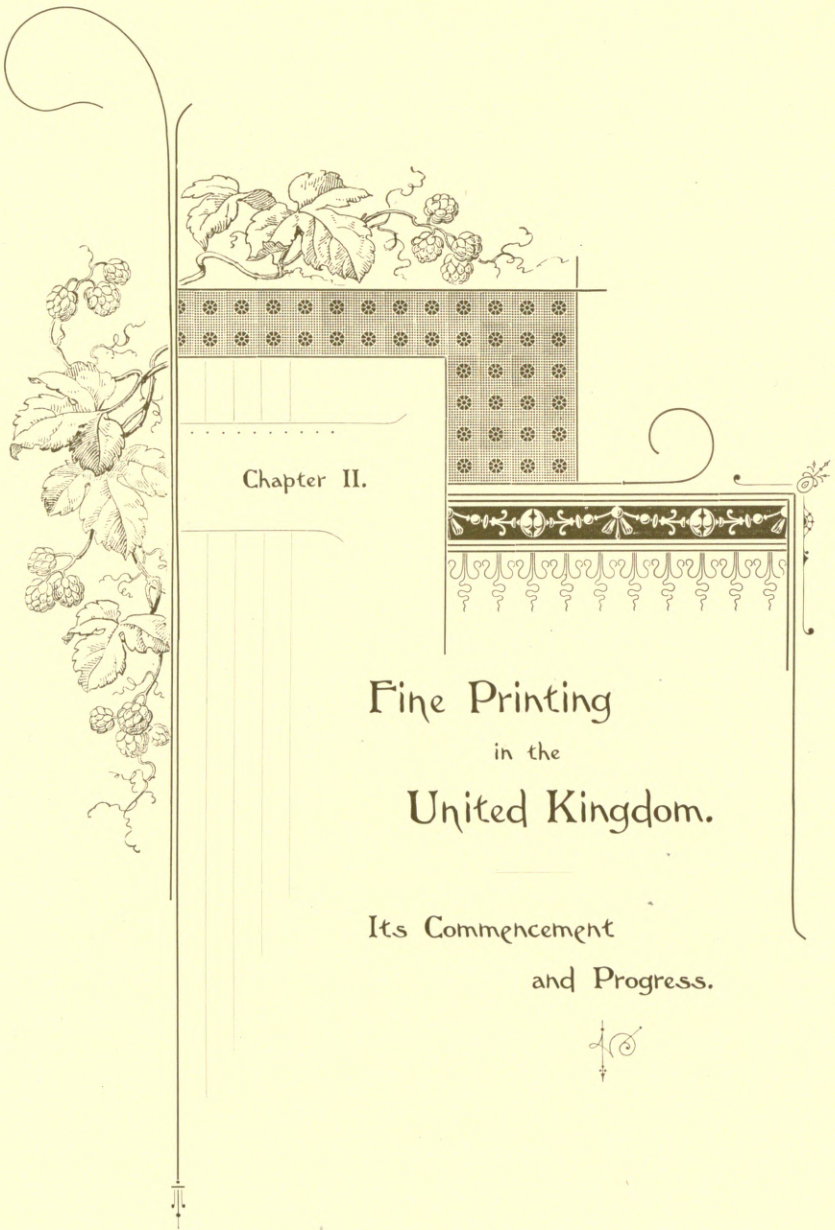 Chapter II.
Fine Printing
in the
United Kingdom.
Its Commencement
and Progress.